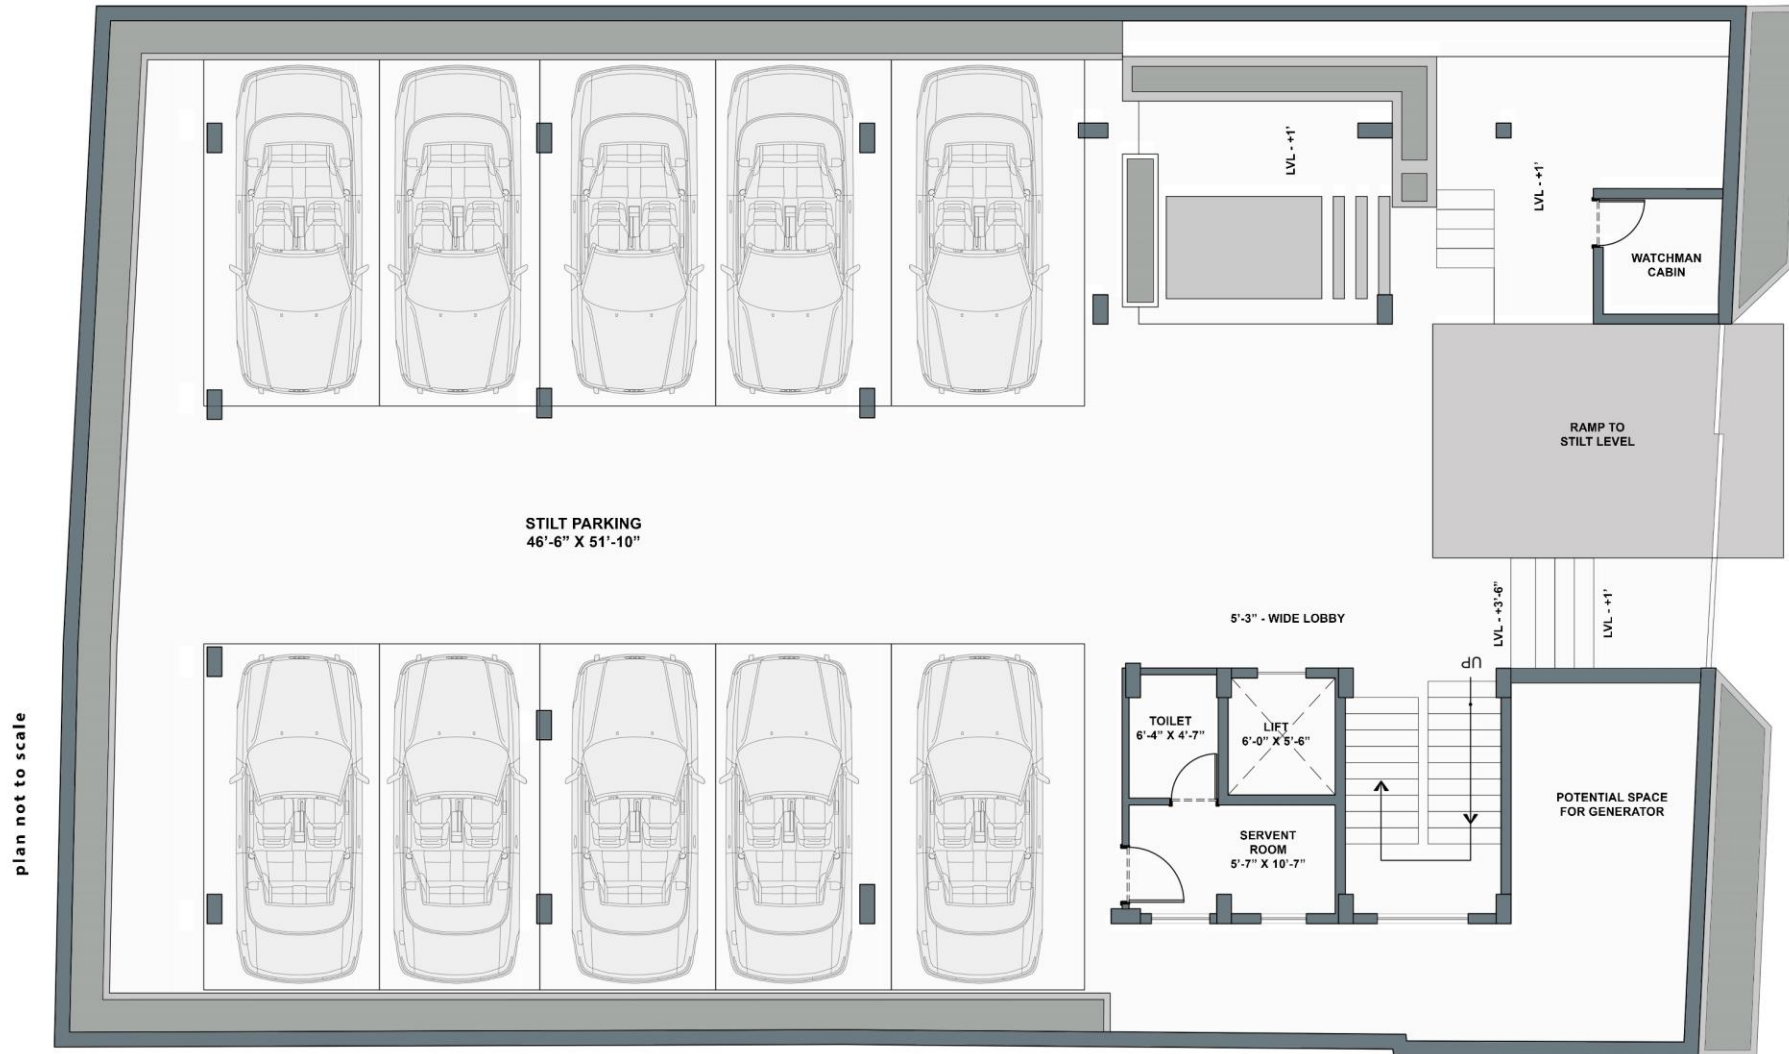 LVL - +1'
LVL - +1'
WATCHMAN
CABIN
RAMP TO
STILT LEVEL
STILT PARKING
46'-6” X 51'-10”
5'-3” - WIDE LOBBY
LVL - +3'-6”
LVL - +1'
UP
TOILET
6'-4” X 4'-7”
LIFT
6'-0” X 5'-6”
POTENTIAL SPACE
FOR GENERATOR
SERVENT
ROOM
5'-7” X 10'-7”
plan not to scale